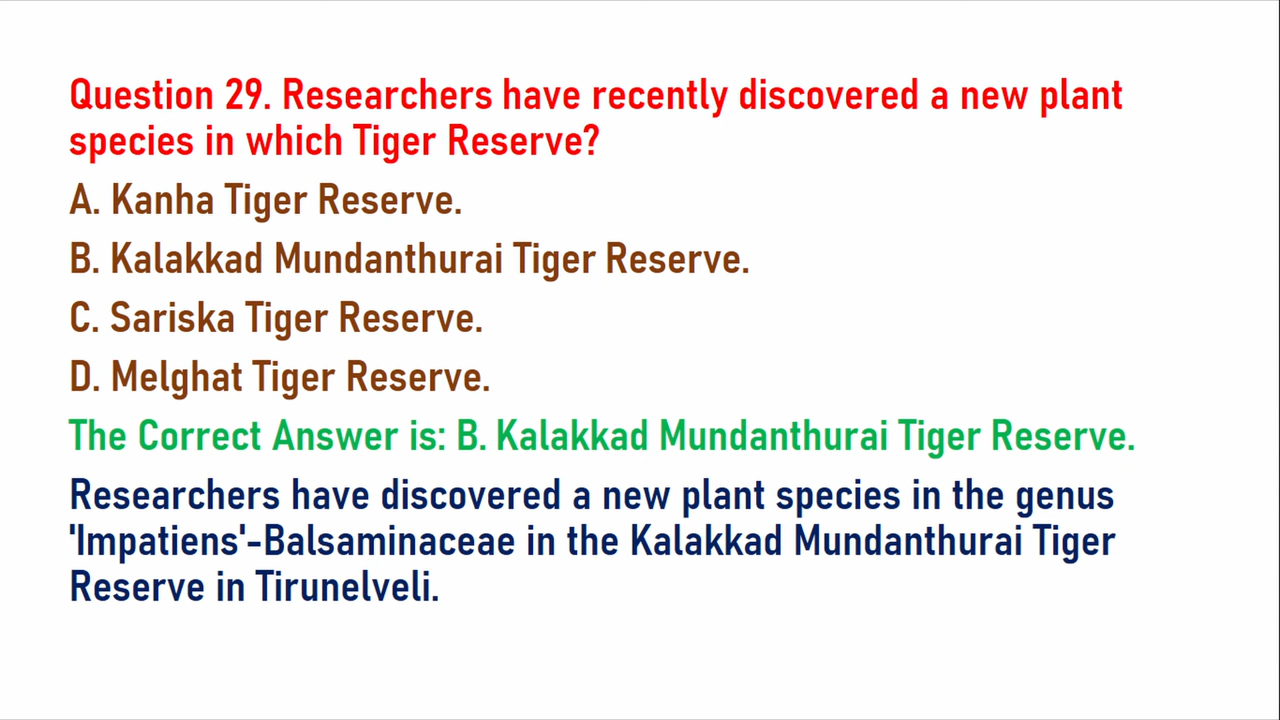 Question 29. Researchers have recently discovered a new plant
species in which Tiger Reserve?
A. Kanha Tiger Reserve.
B. Kalakkad Mundanthurai Tiger Reserve.
C. Sariska Tiger Reserve.
D. Melghat Tiger Reserve.
The Correct Answer is: B. Kalakkad Mundanthurai Tiger Reserve.
Researchers have discovered a new plant species in the genus
'Impatiens'-Balsaminaceae in the Kalakkad Mundanthurai Tiger
Reserve in Tirunelveli.